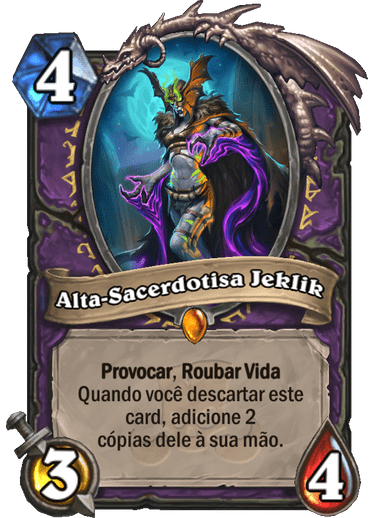 4
Alta-Sacerdotisa Jeklik
Provocar, Roubar Vida
Quando você descartar este
card, adicione 2
cópias dele à sua mão.
3
4